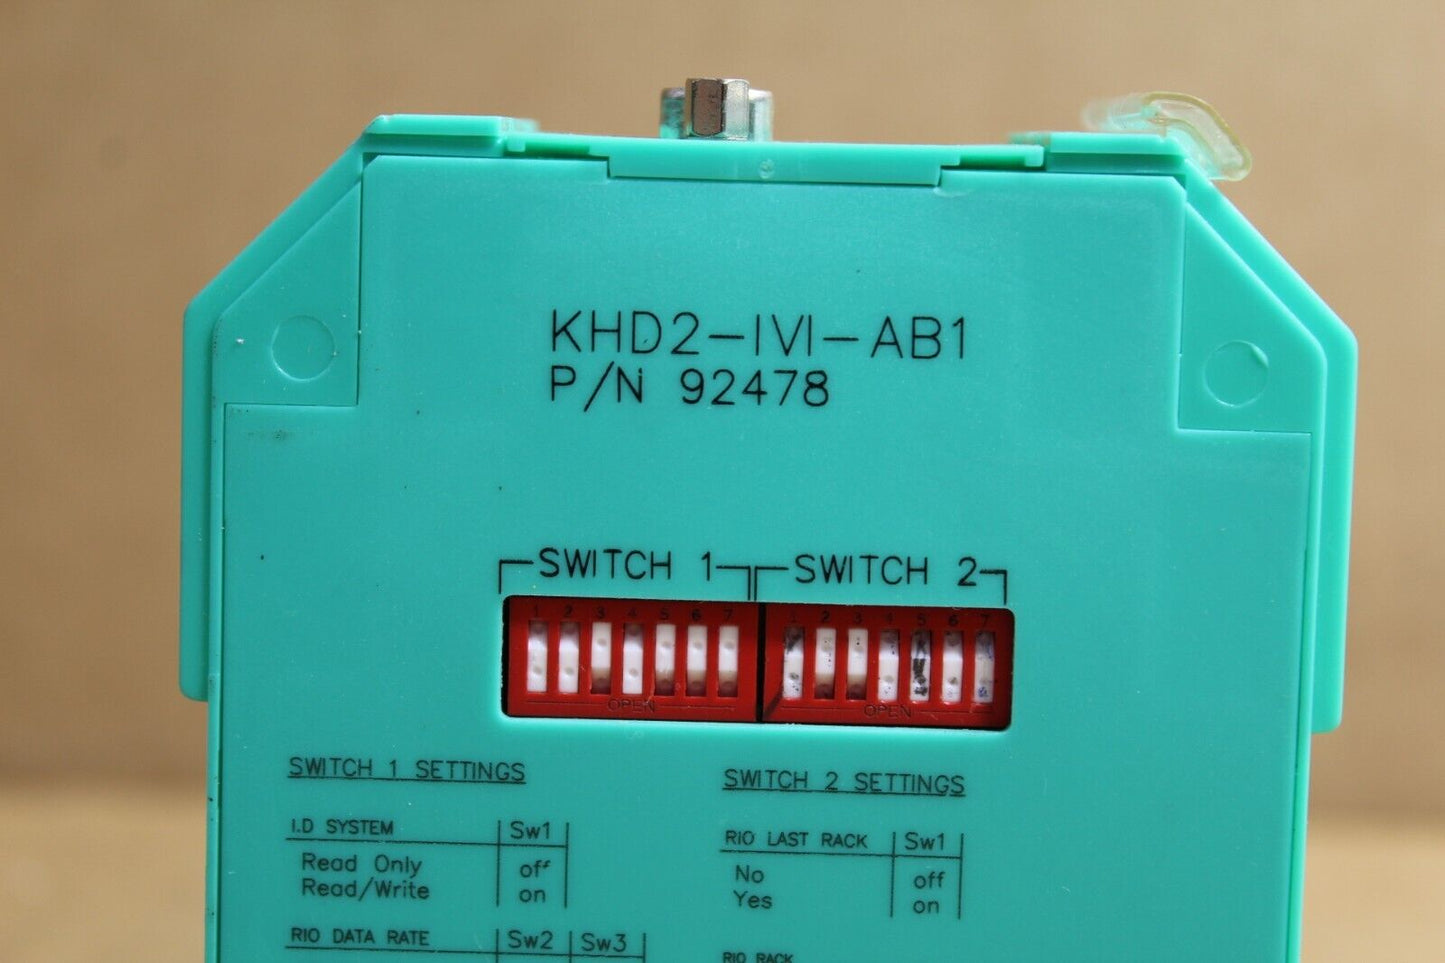 KHD2-IVI-AB1
P/N 92478
SWITCH 1 SWITCH 2
1 2 3 4 5 6 7 1 2 3 4 5 6 7
OPEN OPEN
SWITCH 1 SETTINGS
I.D SYSTEM Sw1
Read Only off
Read/Write on
RIO DATA RATE Sw2 Sw3
SWITCH 2 SETTINGS
RIO LAST RACK Sw1
No off
Yes on
RIO RACK